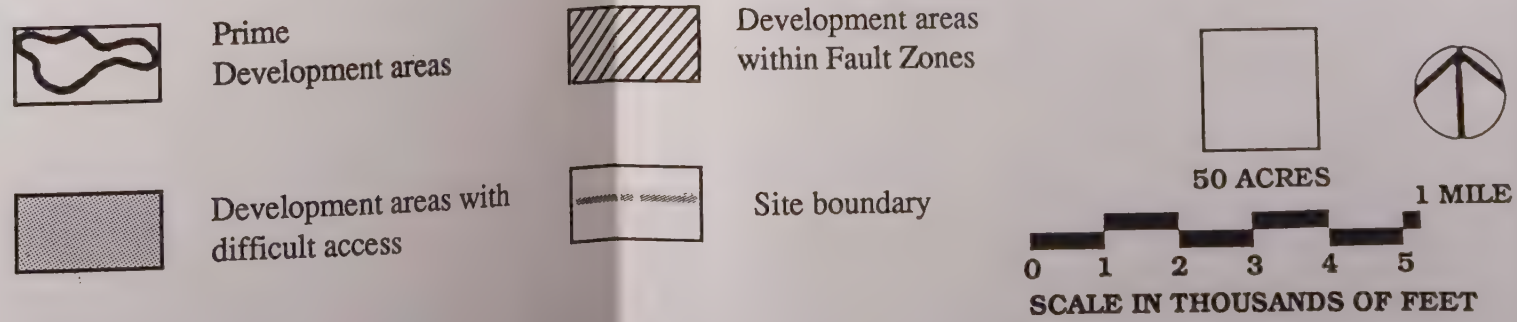 Prime
Development areas
Development areas
within Fault Zones
Development areas with
difficult access
Site boundary
50 ACRES
1 MILE
0 1 2 3 4 5
SCALE IN THOUSANDS OF FEET